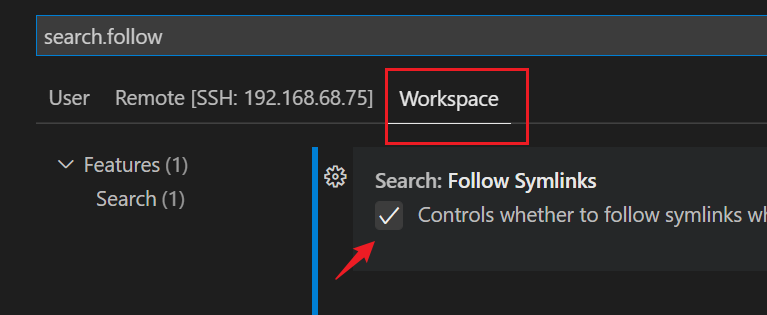 search.follow
User Remote [SSH: 192.168.68.75] Workspace
Features (1)
Search (1)
Search: Follow Symlinks
Controls whether to follow symlinks